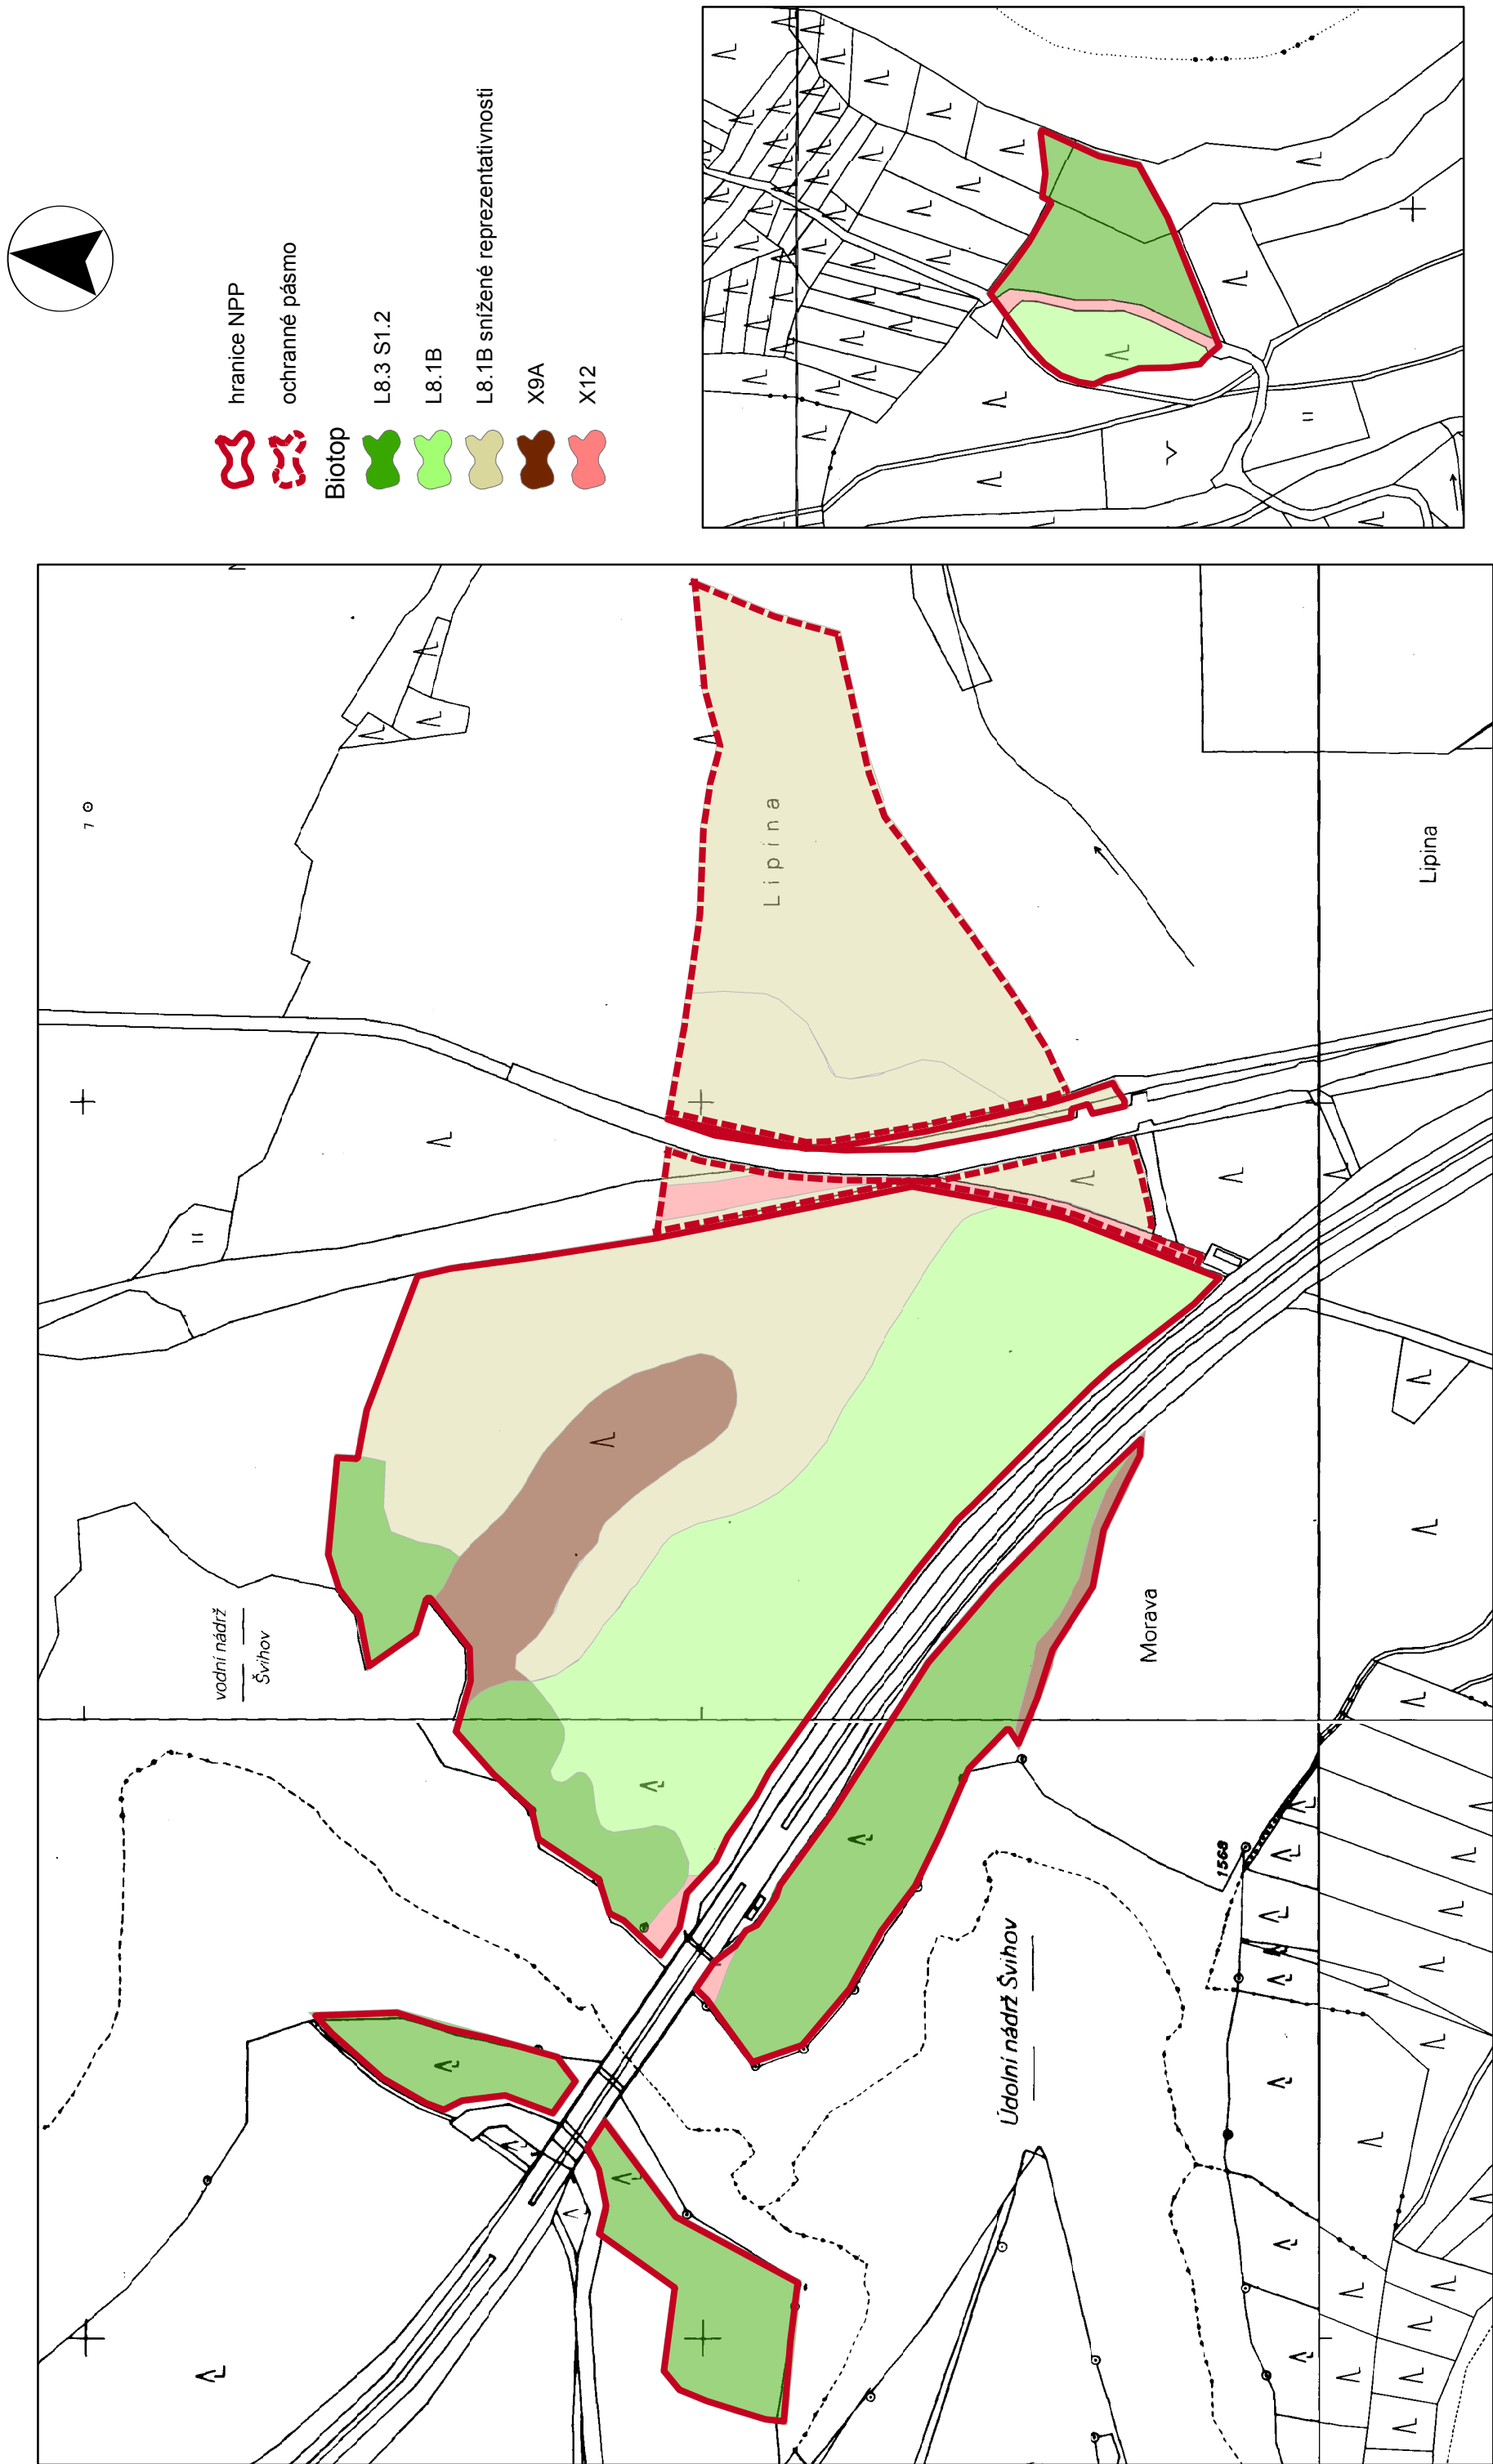 hranice NPP
ochranné pásmo
Biotop
L8.3 S1.2
L8.1B
L8.1B snížené reprezentativnosti
X9A
X12
vodní nádrž
Švihov
Lipina
Lipina
Morava
Údolní nádrž Švihov
1568
7